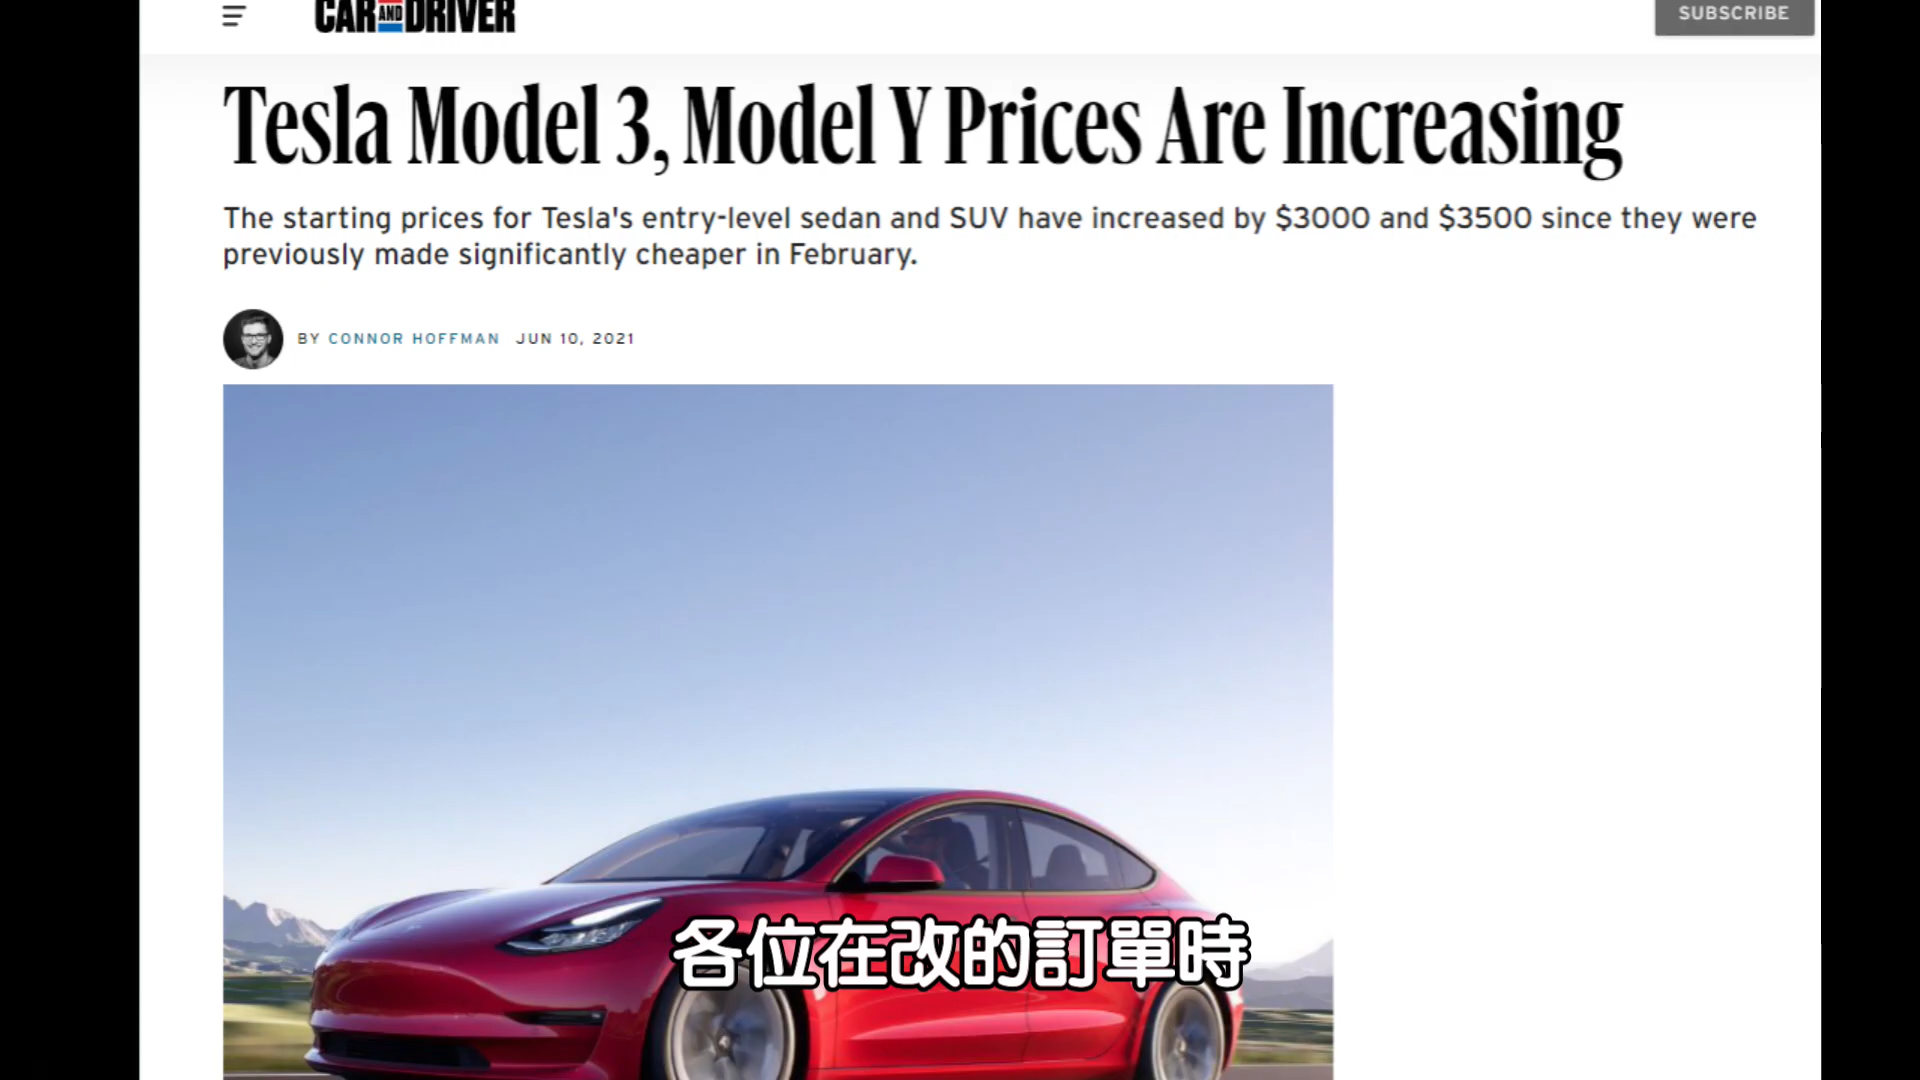 CAR AND DRIVER
SUBSCRIBE
Tesla Model 3, Model Y Prices Are Increasing
The starting prices for Tesla's entry-level sedan and SUV have increased by $3000 and $3500 since they were
previously made significantly cheaper in February.
BY CONNOR HOFFMAN JUN 10, 2021
各位在改的訂單時